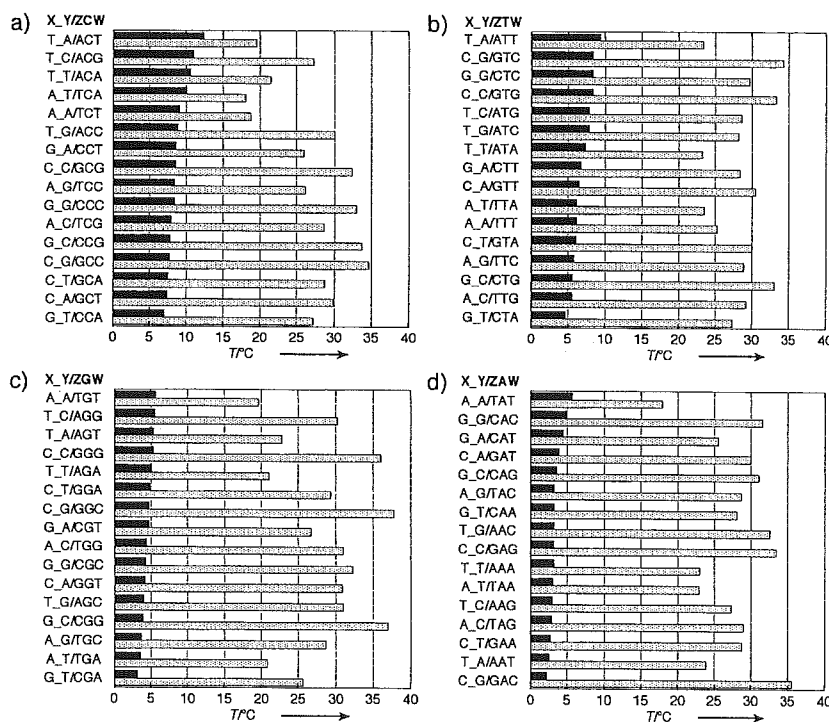 a)
X_Y/ZCW
T_A/ACT
T_C/ACG
T_T/ACA
A_T/TCA
A_A/TCT
T_G/ACC
G_A/CCT
C_C/GCG
A_G/TCC
G_G/CCC
A_C/TCG
G_C/CCG
C_G/GCC
C_T/GCA
C_A/GCT
G_T/CCA
0 5 10 15 20 25 30 35 40
T/°C
b)
X_Y/ZTW
T_A/ATT
C_G/GTC
G_G/CTC
C_C/GTG
T_C/ATG
T_G/ATC
T_T/ATA
G_A/CTT
C_A/GTT
A_T/TTA
A_A/TTT
C_T/GTA
A_G/TTC
G_C/CTG
A_C/TTG
G_T/CTA
0 5 10 15 20 25 30 35 40
T/°C
c)
X_Y/ZGW
A_A/TGT
T_C/AGG
T_A/AGT
C_C/GGG
T_T/AGA
C_T/GGA
C_G/GGC
G_A/CGT
A_C/TGG
G_G/CGC
C_A/GGT
T_G/AGC
G_C/CGG
A_G/TGC
A_T/TGA
G_T/CGA
0 5 10 15 20 25 30 35 40
T/°C
d)
X_Y/ZAW
A_A/TAT
G_G/CAC
G_A/CAT
C_A/GAT
G_C/CAG
A_G/TAC
G_T/CAA
T_G/AAC
C_C/GAG
T_T/AAA
A_T/TAA
T_C/AAG
A_C/TAG
C_T/GAA
T_A/AAT
C_G/GAC
0 5 10 15 20 25 30 35 40
T/°C